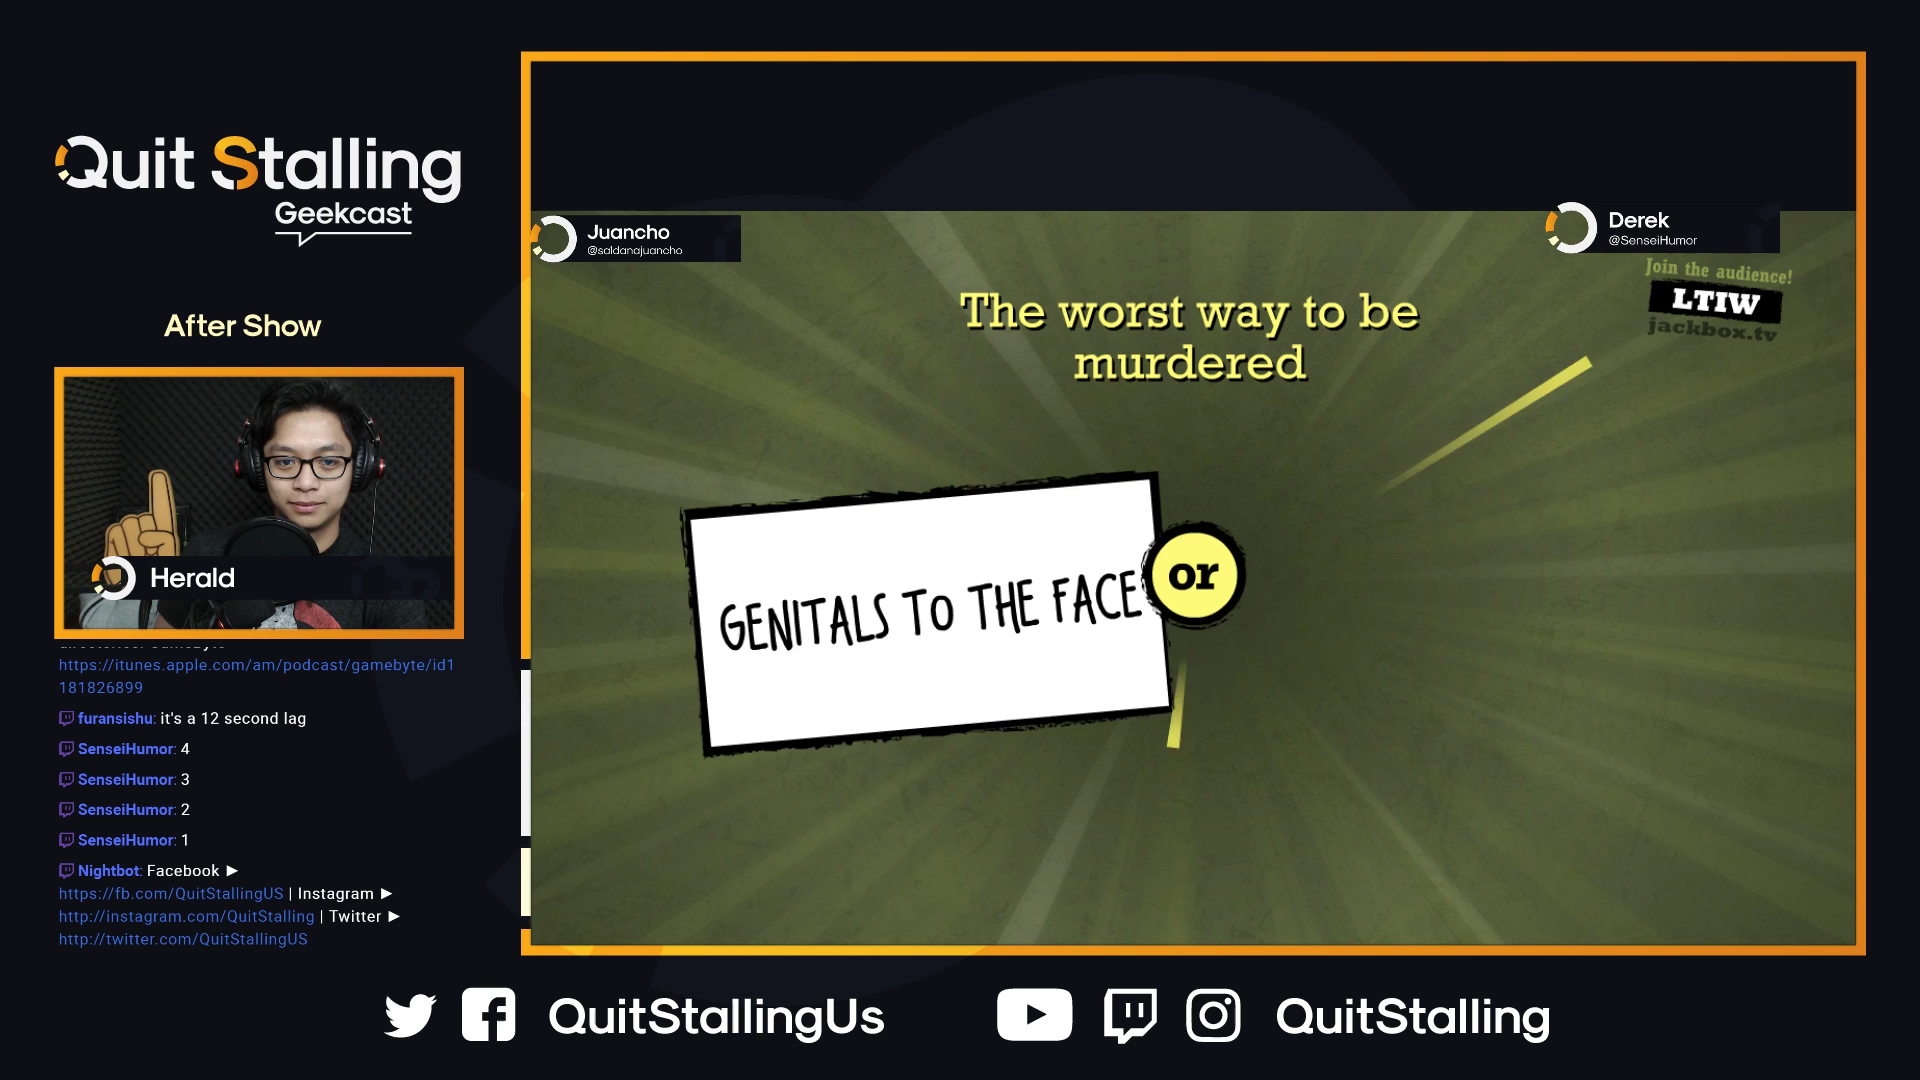 Quit Stalling
Geekcast
After Show
Herald
https://itunes.apple.com/am/podcast/gamebyte/id1
181826899
furansishu: it's a 12 second lag
SenseiHumor: 4
SenseiHumor: 3
SenseiHumor: 2
SenseiHumor: 1
Nightbot: Facebook ►
https://fb.com/QuitStallingUS | Instagram ►
http://instagram.com/QuitStalling | Twitter ►
http://twitter.com/QuitStallingUS
Juancho
@saldanajuancho
Derek
@SenseiHumor
Join the audience!
LTIW
jackbox.tv
The worst way to be
murdered
GENITALS TO THE FACE
or
QuitStallingUs
QuitStalling